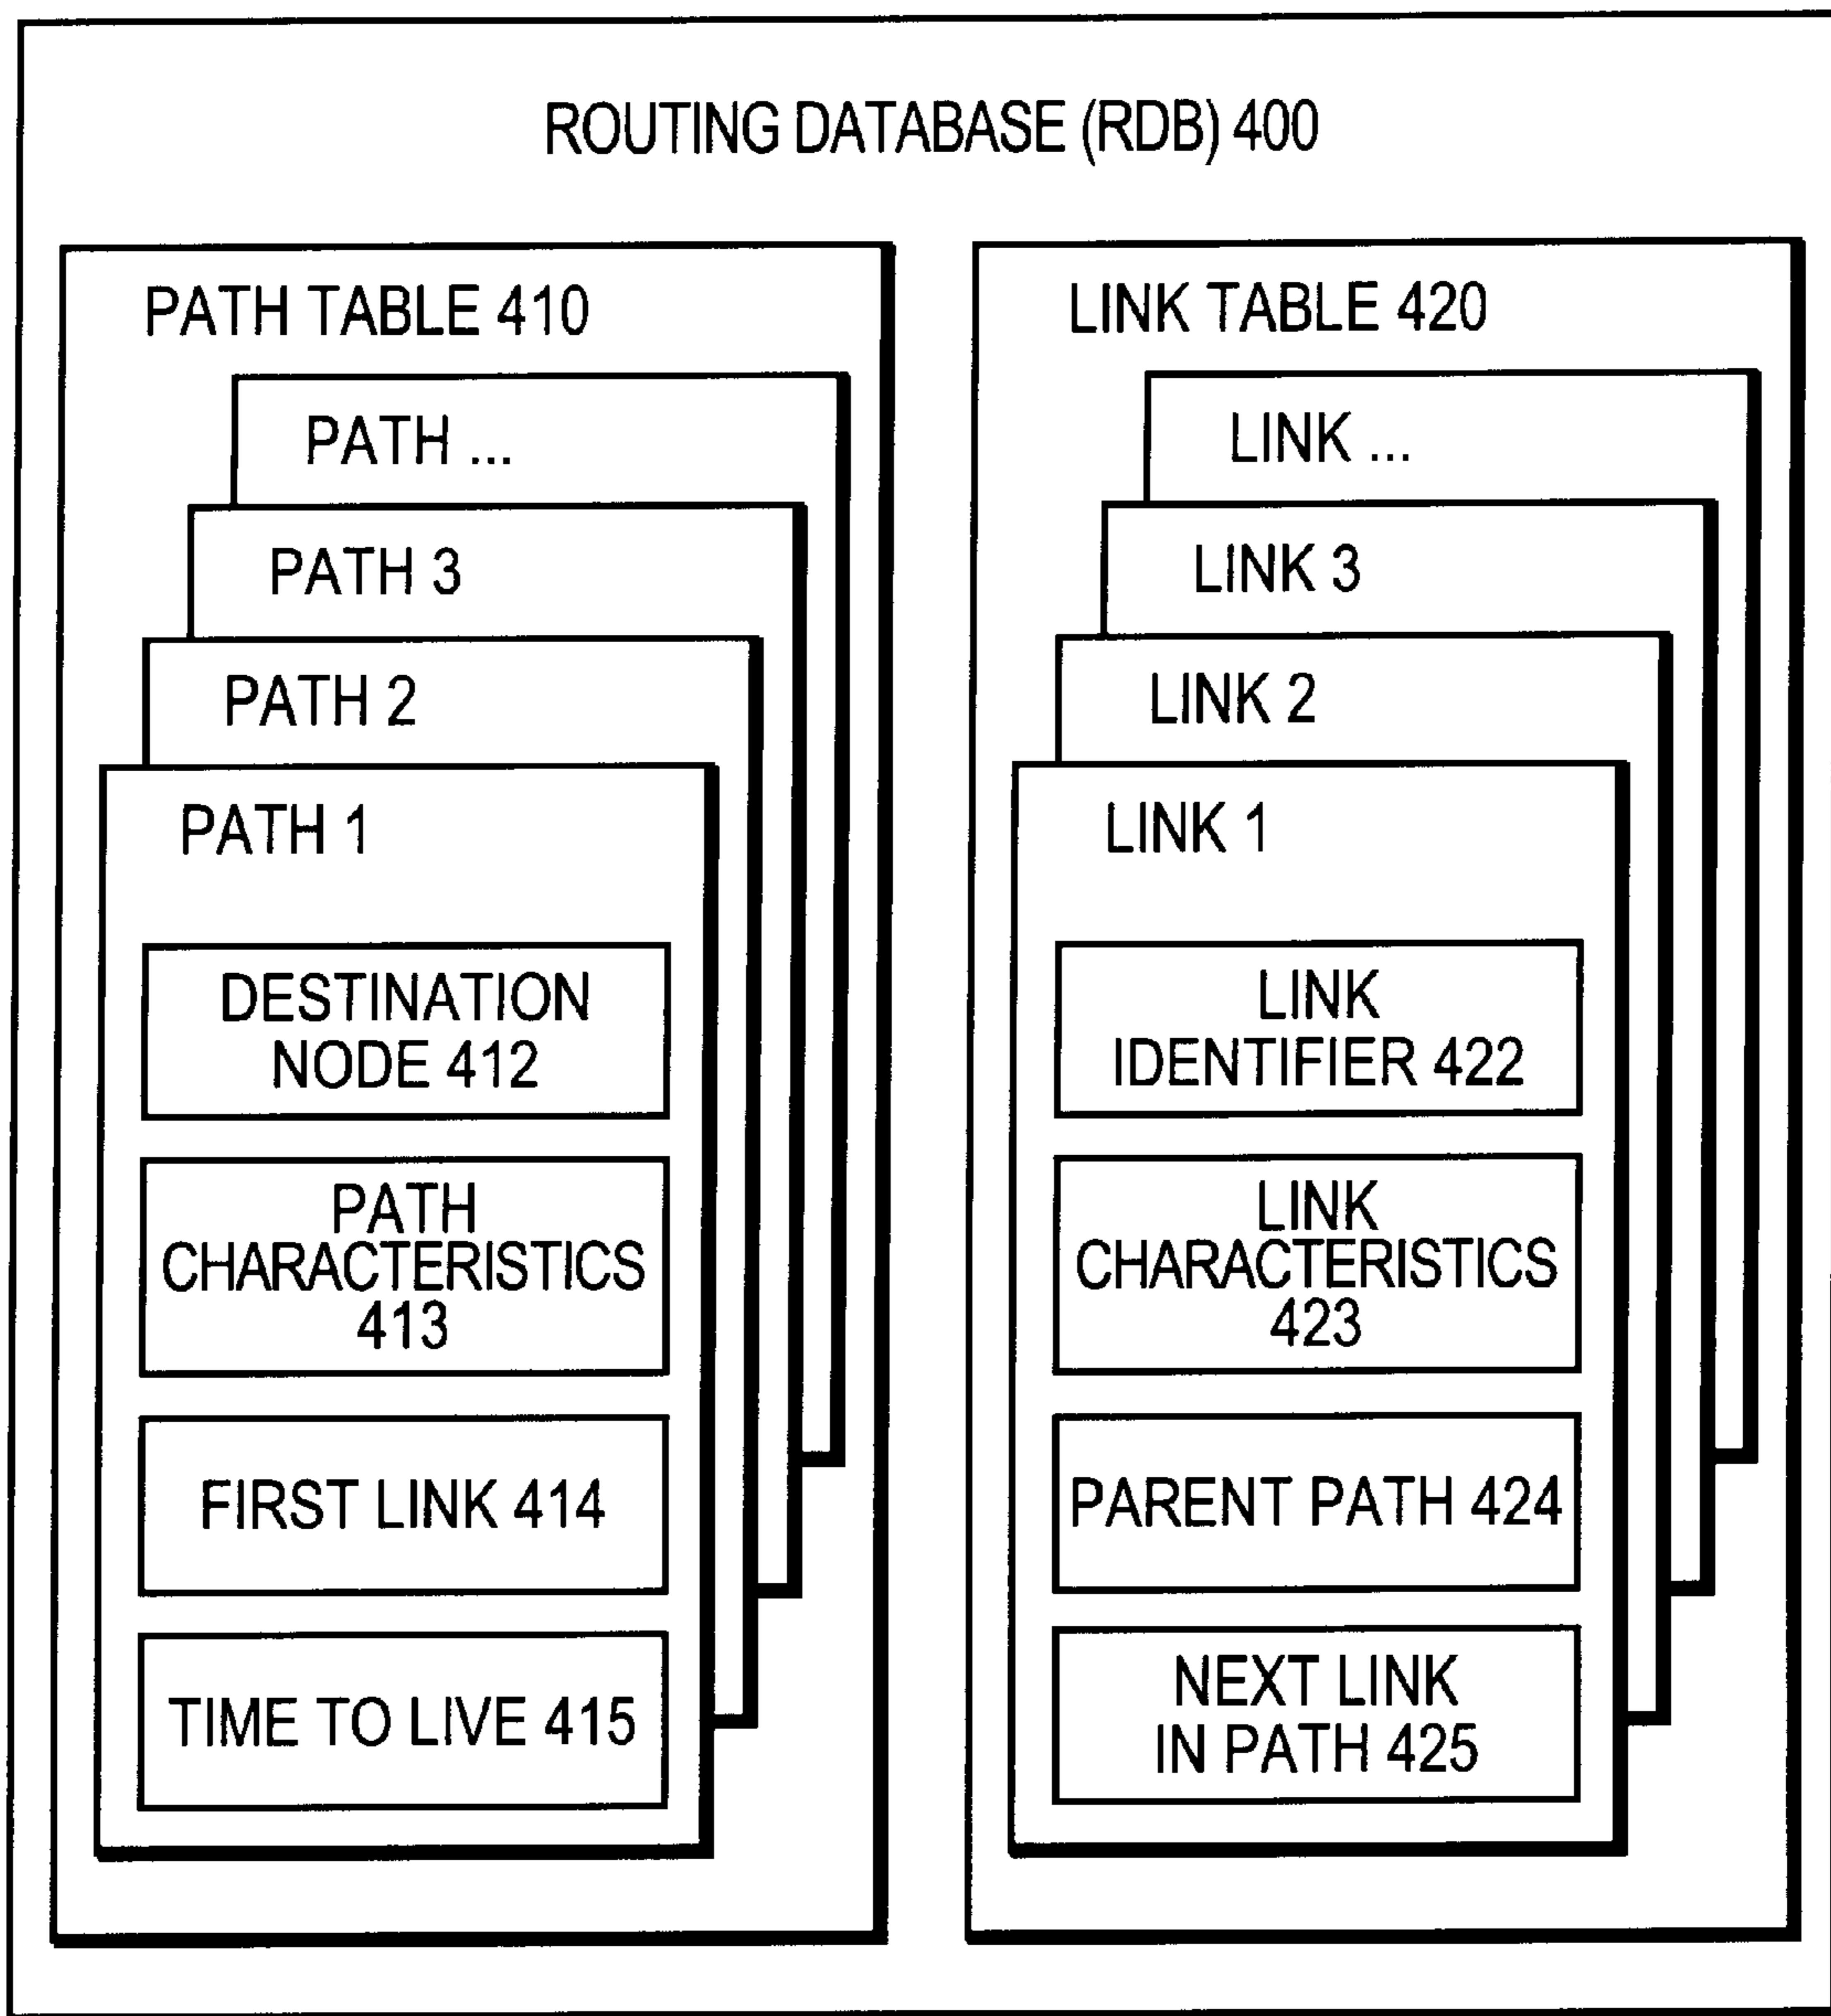 ROUTING DATABASE (RDB) 400
PATH TABLE 410
PATH ...
PATH 3
PATH 2
PATH 1
DESTINATION
NODE 412
PATH
CHARACTERISTICS
413
FIRST LINK 414
TIME TO LIVE 415
LINK TABLE 420
LINK ...
LINK 3
LINK 2
LINK 1
LINK
IDENTIFIER 422
LINK
CHARACTERISTICS
423
PARENT PATH 424
NEXT LINK
IN PATH 425